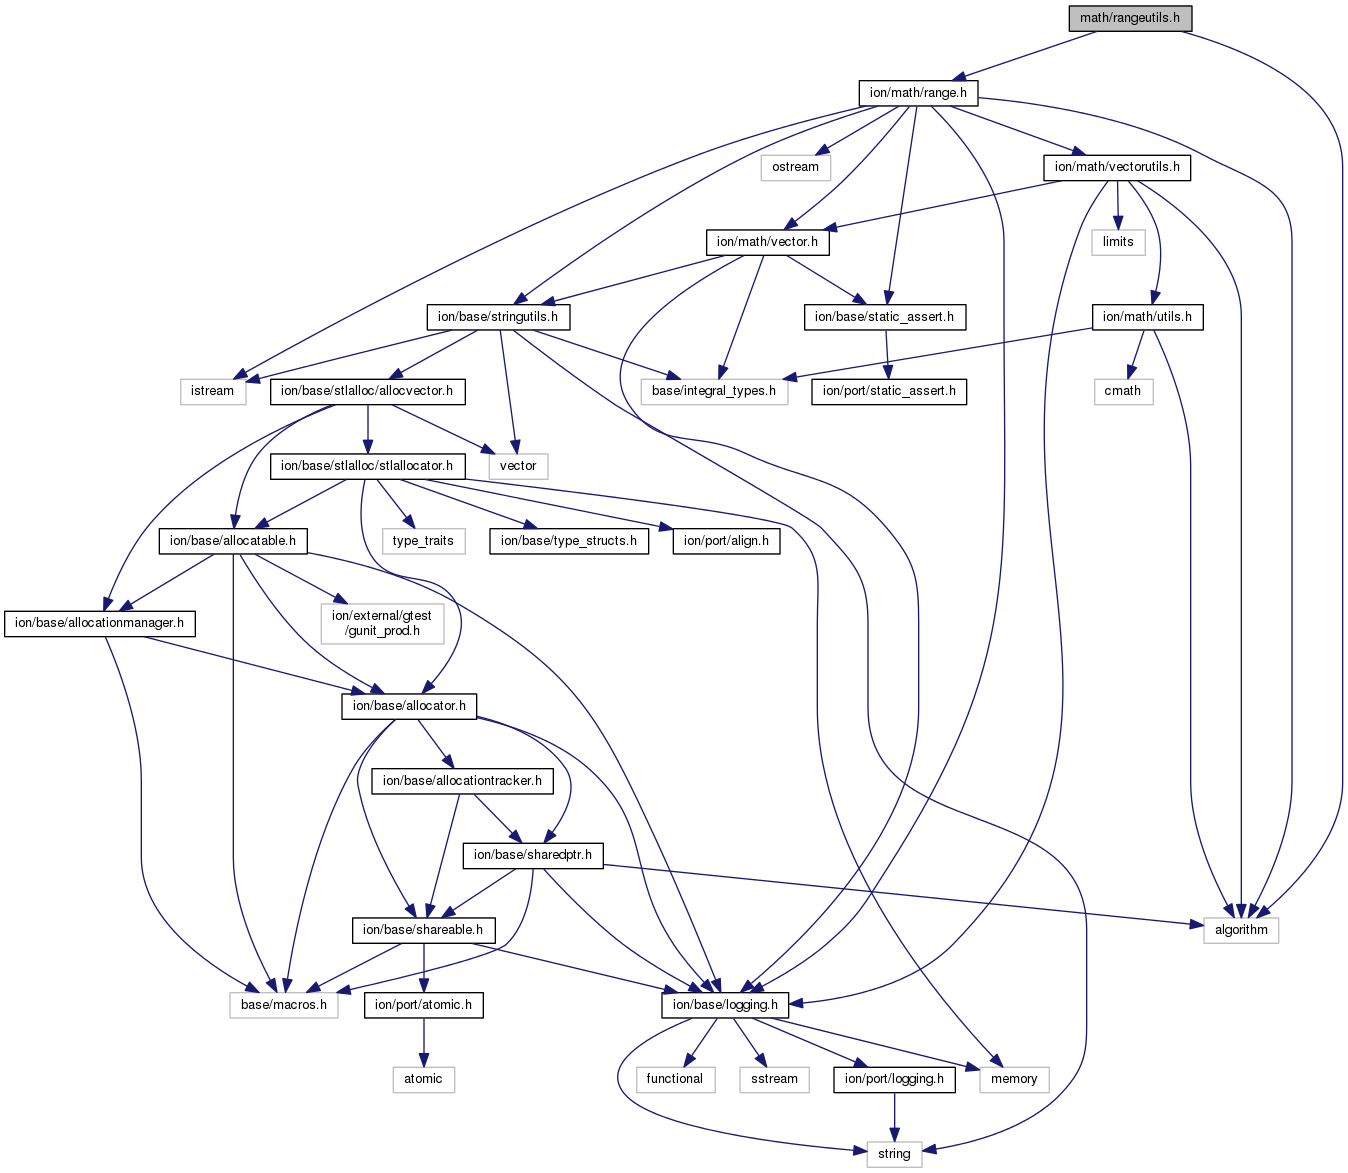 math/rangeutils.h
ion/math/range.h
ostream
ion/math/vectorutils.h
ion/math/vector.h
limits
ion/base/stringutils.h
ion/base/static_assert.h
ion/math/utils.h
istream
ion/base/stlalloc/allocvector.h
base/integral_types.h
ion/port/static_assert.h
cmath
ion/base/stlalloc/stlallocator.h
vector
ion/base/allocatable.h
type_traits
ion/base/type_structs.h
ion/port/align.h
ion/base/allocationmanager.h
ion/external/gtest
/gunit_prod.h
ion/base/allocator.h
ion/base/allocationtracker.h
ion/base/sharedptr.h
ion/base/shareable.h
algorithm
base/macros.h
ion/port/atomic.h
ion/base/logging.h
atomic
functional
sstream
ion/port/logging.h
memory
string